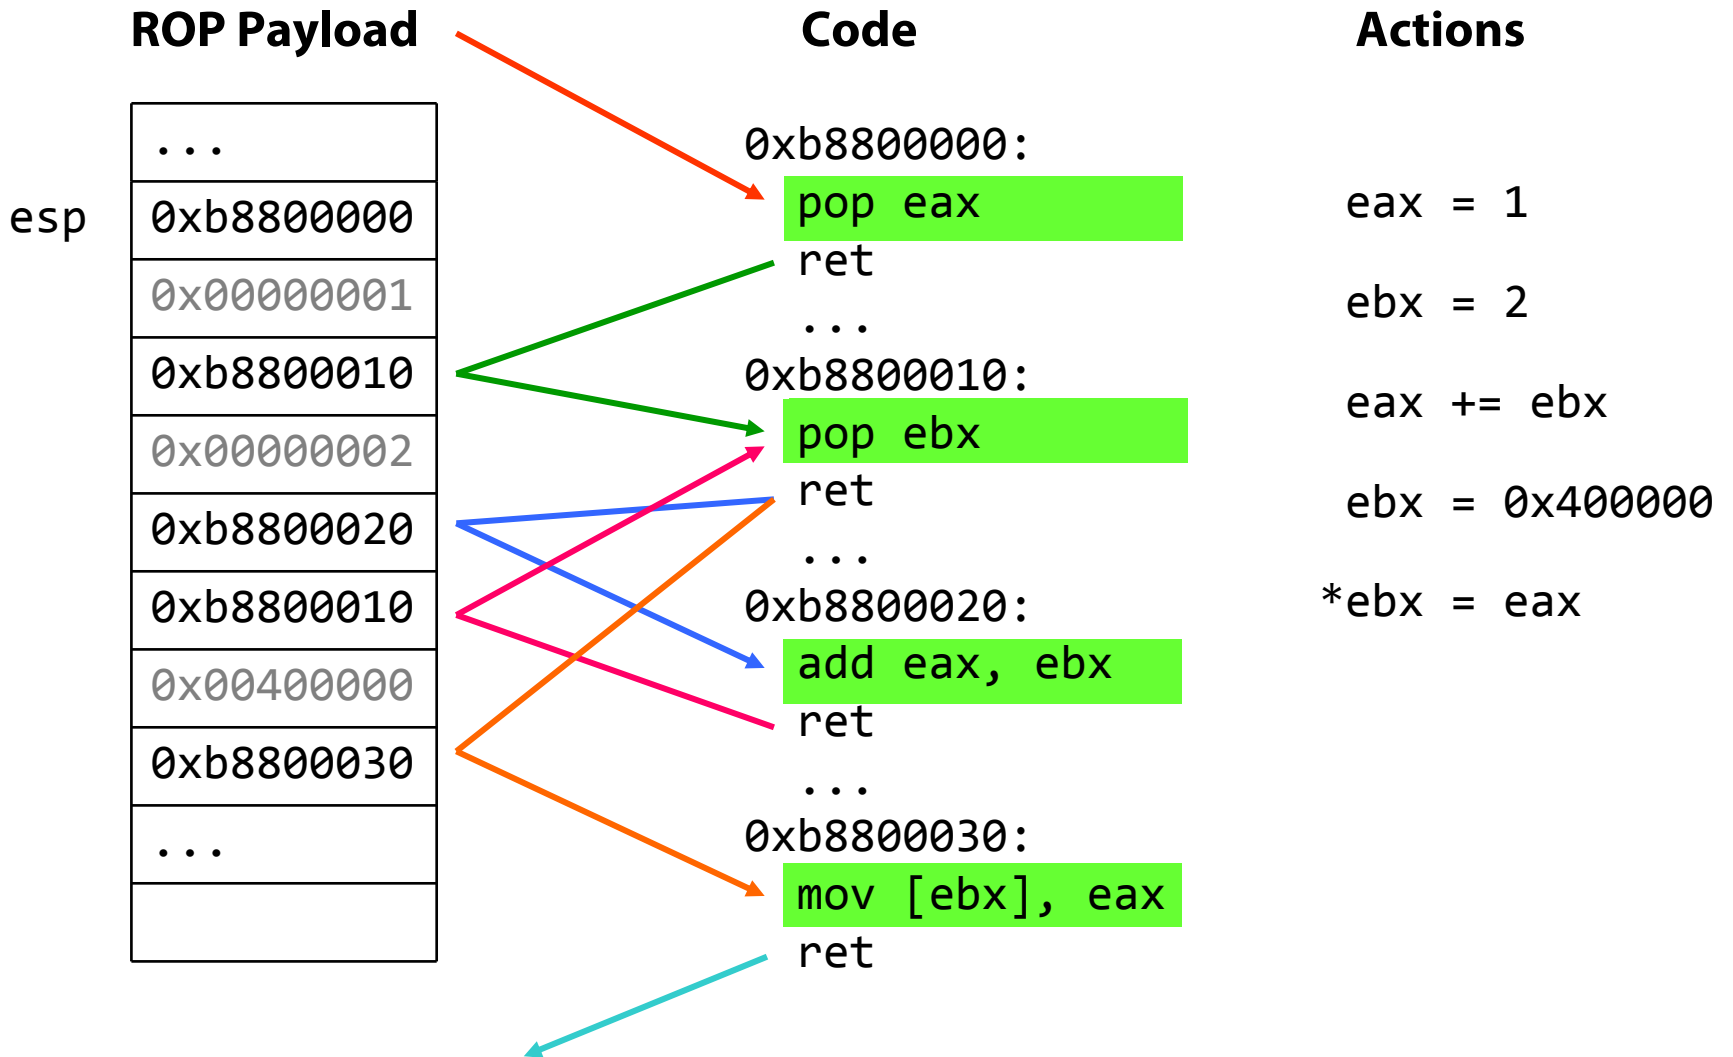 ROP Payload
Code
Actions
esp
...
0xb8800000
0x00000001
0xb8800010
0x00000002
0xb8800020
0xb8800010
0x00400000
0xb8800030
...
0xb8800000:
pop eax
ret
...
0xb8800010:
pop ebx
ret
...
0xb8800020:
add eax, ebx
ret
...
0xb8800030:
mov [ebx], eax
ret
eax = 1
ebx = 2
eax += ebx
ebx = 0x400000
*ebx = eax